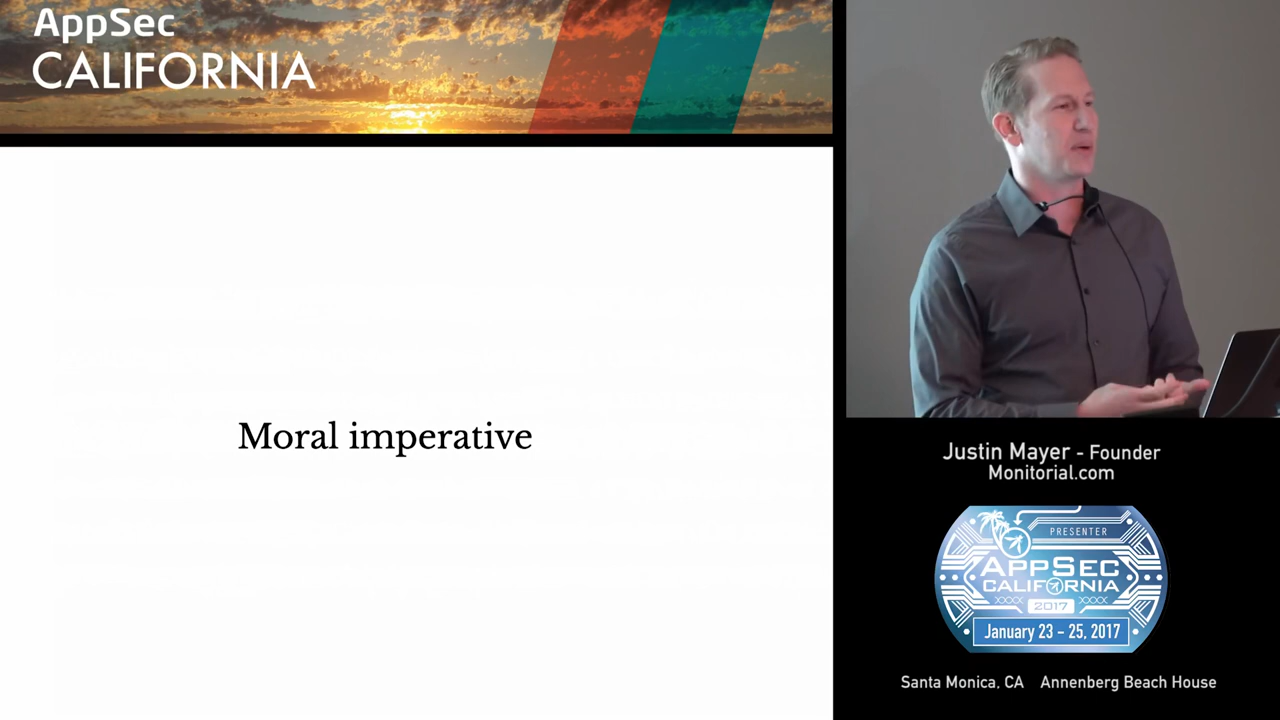 AppSec
CALIFORNIA
Moral imperative
Justin Mayer - Founder
Monitorial.com
PRESENTER
APPSEC
CALIFORNIA
2017
January 23 - 25, 2017
Santa Monica, CA Annenberg Beach House